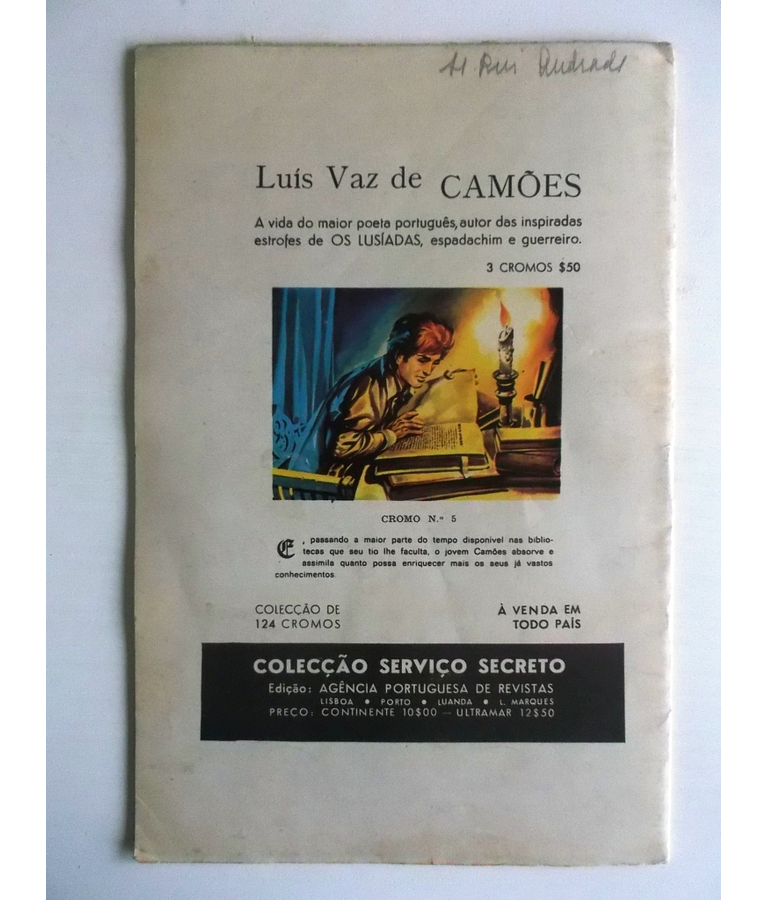 Rui Andrade
Luís Vaz de CAMÕES
A vida do maior poeta português, autor das inspiradas
estrofes de OS LUSÍADAS, espadachim e guerreiro.
3 CROMOS $50
CROMO N.º 5
E, passando a maior parte do tempo disponível nas biblio-
tecas que seu tio lhe faculta, o jovem Camões absorve e
assimila quanto possa enriquecer mais os seus já vastos
conhecimentos
COLECÇÃO DE
124 CROMOS
À VENDA EM
TODO PAÍS
COLECÇÃO SERVIÇO SECRETO
Edição: AGÊNCIA PORTUGUESA DE REVISTAS
LISBOA • PORTO • LUANDA • L. MARQUES
PREÇO: CONTINENTE 10$00 — ULTRAMAR 12$50